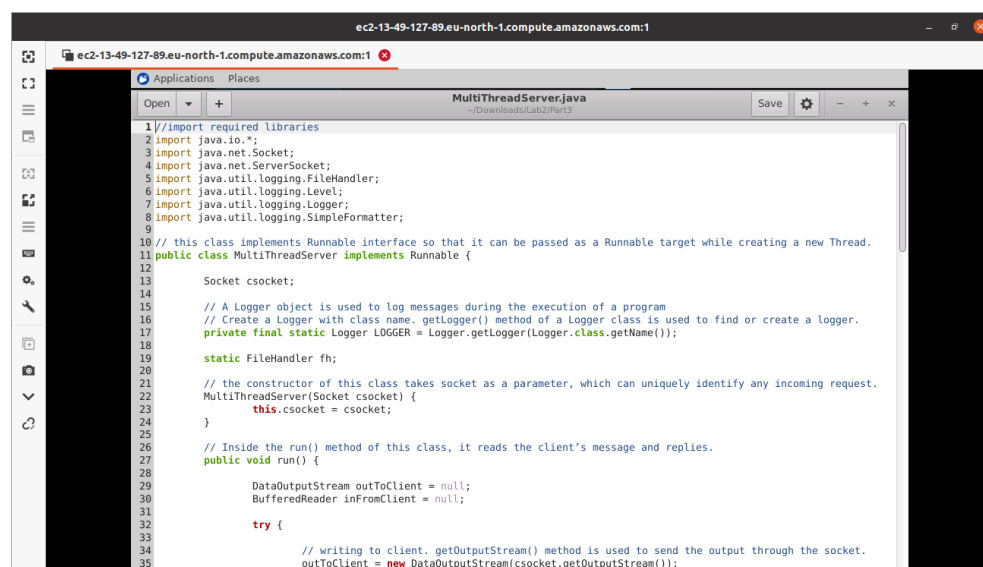 ec2-13-49-127-89.eu-north-1.compute.amazonaws.com:1
ec2-13-49-127-89.eu-north-1.compute.amazonaws.com:1
Applications Places
Open + MultiThreadServer.java Save
~/Downloads/Lab2/Part3
1 //import required libraries
2 import java.io.*;
3 import java.net.Socket;
4 import java.net.ServerSocket;
5 import java.util.logging.FileHandler;
6 import java.util.logging.Level;
7 import java.util.logging.Logger;
8 import java.util.logging.SimpleFormatter;
9
10 // this class implements Runnable interface so that it can be passed as a Runnable target while creating a new Thread.
11 public class MultiThreadServer implements Runnable {
12
13 Socket csocket;
14
15 // A Logger object is used to log messages during the execution of a program
16 // Create a Logger with class name. getLogger() method of a Logger class is used to find or create a logger.
17 private final static Logger LOGGER = Logger.getLogger(Logger.class.getName());
18
19 static FileHandler fh;
20
21 // the constructor of this class takes socket as a parameter, which can uniquely identify any incoming request.
22 MultiThreadServer(Socket csocket) {
23 this.csocket = csocket;
24 }
25
26 // Inside the run() method of this class, it reads the client's message and replies.
27 public void run() {
28
29 DataOutputStream outToClient = null;
30 BufferedReader inFromClient = null;
31
32 try {
33
34 // writing to client. getOutputStream() method is used to send the output through the socket.
35 outToClient = new DataOutputStream(csocket.getOutputStream());